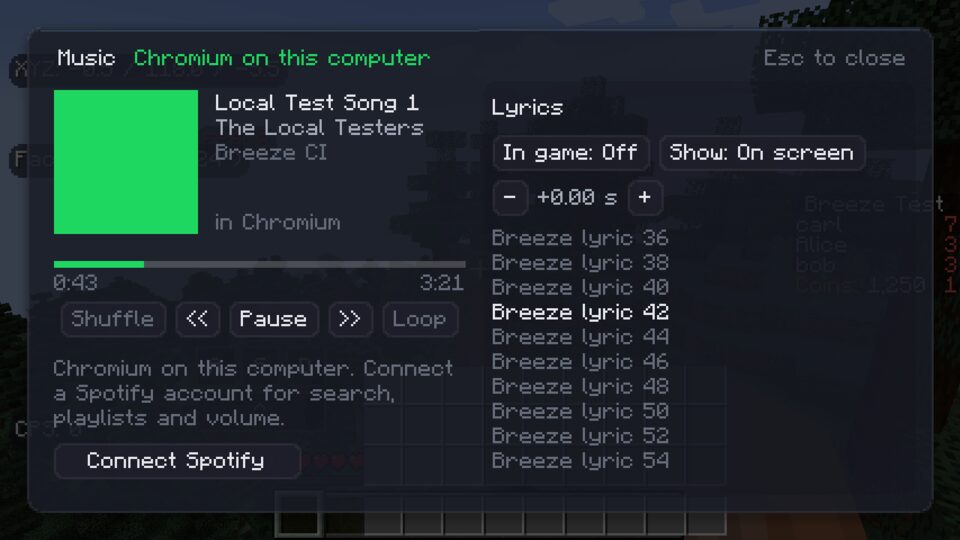 Music Chromium on this computer
Esc to close
Local Test Song 1
The Local Testers
Breeze CI
in Chromium
0:43
3:21
Shuffle
<<
Pause
>>
Loop
Chromium on this computer. Connect
a Spotify account for search,
playlists and volume.
Connect Spotify
Lyrics
In game: Off
Show: On screen
- +0.00 s +
Breeze lyric 36
Breeze lyric 38
Breeze lyric 40
Breeze lyric 42
Breeze lyric 44
Breeze lyric 46
Breeze lyric 48
Breeze lyric 50
Breeze lyric 52
Breeze lyric 54
Breeze Test
carl 7
Alice 3
bob 3
Coins: 1,250 1